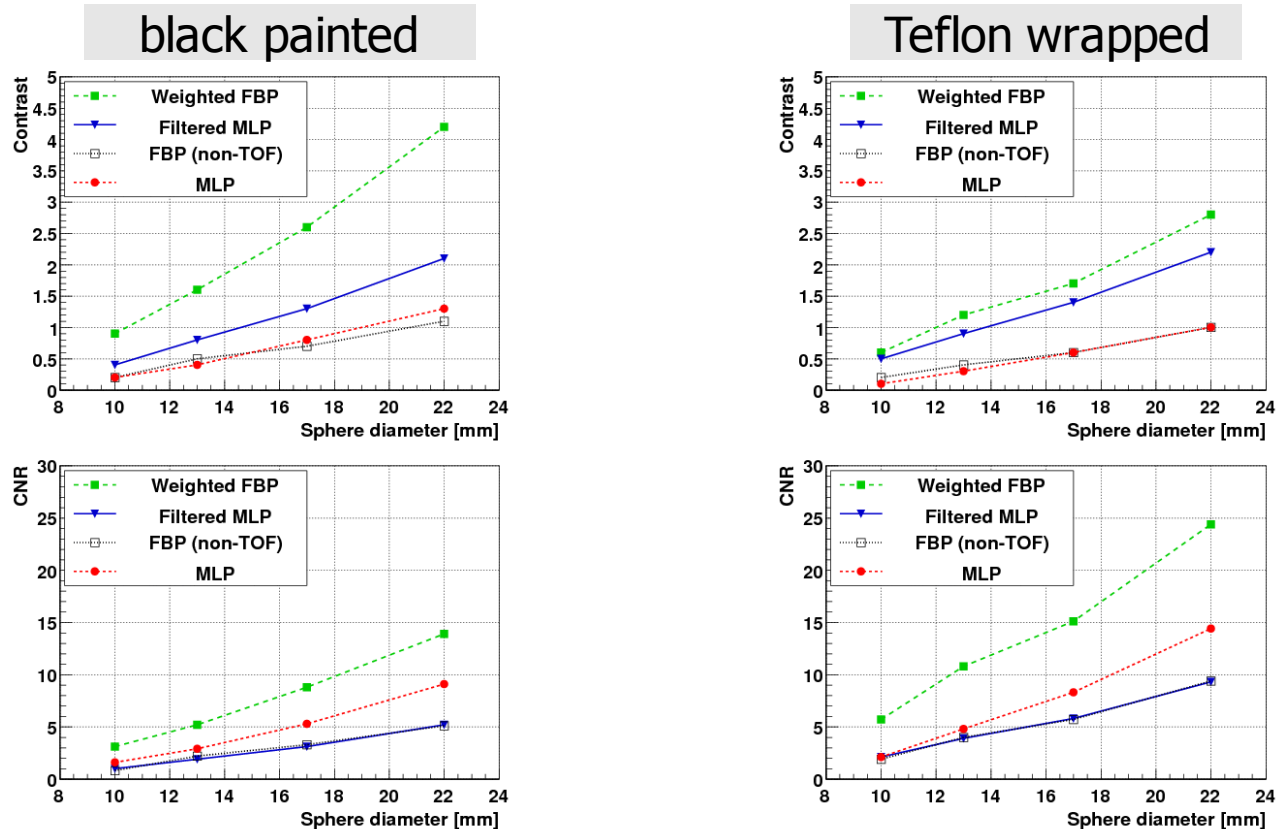 black painted
Teflon wrapped
Contrast
5
4.5
4
3.5
3
2.5
2
1.5
1
0.5
0
Weighted FBP
Filtered MLP
FBP (non-TOF)
MLP
8 10 12 14 16 18 20 22 24
Sphere diameter [mm]
Contrast
5
4.5
4
3.5
3
2.5
2
1.5
1
0.5
0
Weighted FBP
Filtered MLP
FBP (non-TOF)
MLP
8 10 12 14 16 18 20 22 24
Sphere diameter [mm]
CNR
30
25
20
15
10
5
0
Weighted FBP
Filtered MLP
FBP (non-TOF)
MLP
8 10 12 14 16 18 20 22 24
Sphere diameter [mm]
CNR
30
25
20
15
10
5
0
Weighted FBP
Filtered MLP
FBP (non-TOF)
MLP
8 10 12 14 16 18 20 22 24
Sphere diameter [mm]